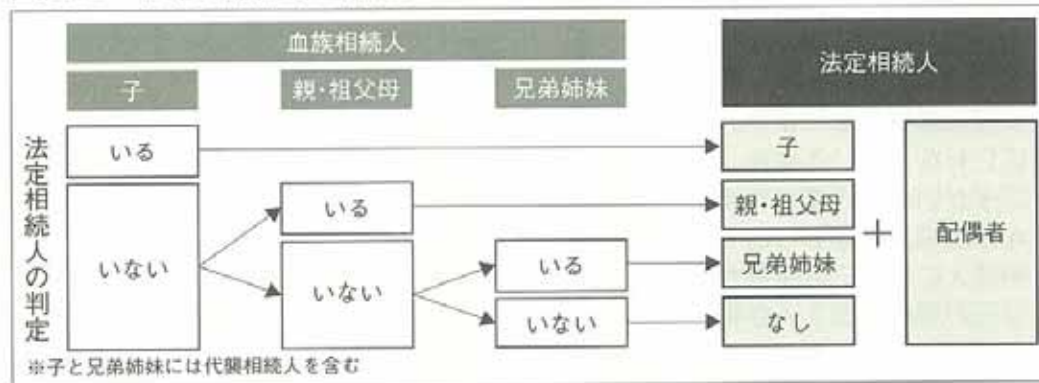 血族相続人
法定相続人
子
親・祖父母
兄弟姉妹
法定相続人の判定
いる
子
いる
親・祖父母
いない
いない
いる
兄弟姉妹
+
配偶者
いない
なし
※子と兄弟姉妹には代襲相続人を含む